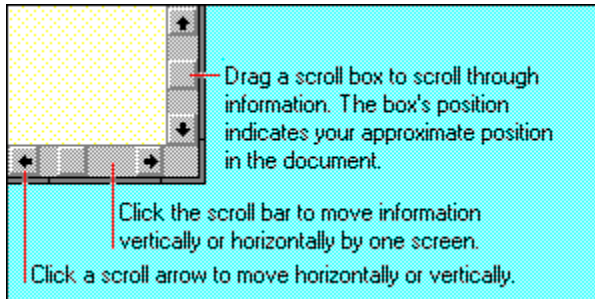 Drag a scroll box to scroll through
information. The box's position
indicates your approximate position
in the document.
Click the scroll bar to move information
vertically or horizontally by one screen.
Click a scroll arrow to move horizontally or vertically.